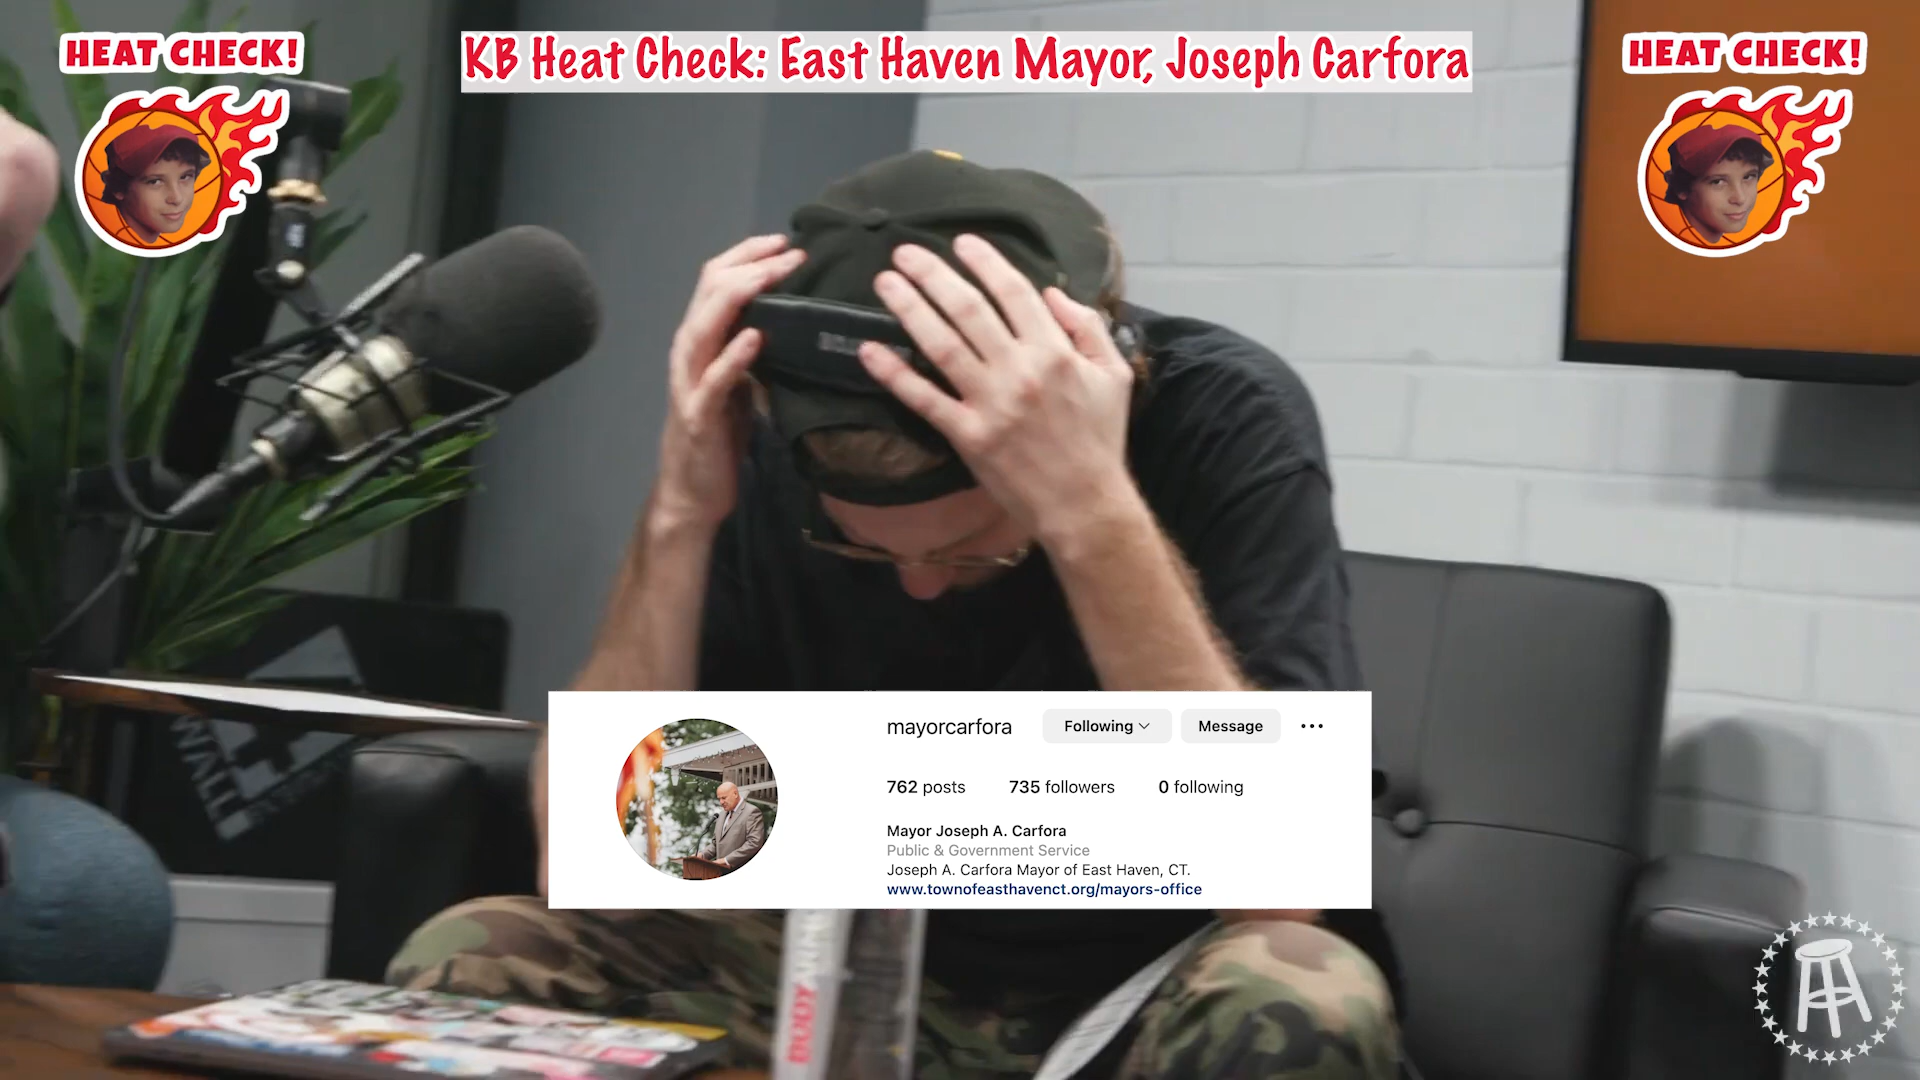 HEAT CHECK!
KB Heat Check: East Haven Mayor, Joseph Carfora
HEAT CHECK!
mayorcarfora
Following
Message
762 posts
735 followers
0 following
Mayor Joseph A. Carfora
Public & Government Service
Joseph A. Carfora Mayor of East Haven, CT.
www.townofeasthavenct.org/mayors-office
WALL
BODY